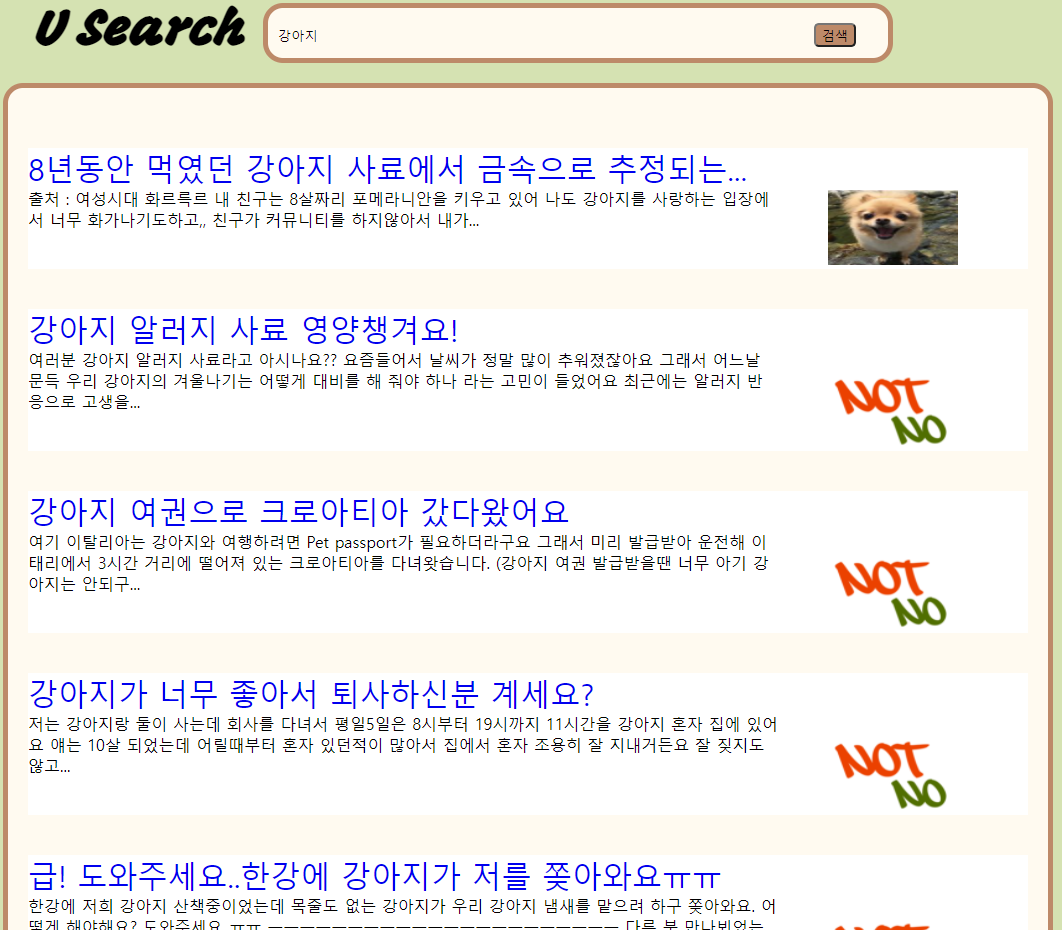 U Search
강아지
검색
8년동안 먹였던 강아지 사료에서 금속으로 추정되는...
출처 : 여성시대 화르륵르 내 친구는 8살짜리 포메라니안을 키우고 있어 나도 강아지를 사랑하는 입장에
서 너무 화가나기도하고,, 친구가 커뮤니티를 하지않아서 내가...
강아지 알러지 사료 영양챙겨요!
여러분 강아지 알러지 사료라고 아시나요?? 요즘들어서 날씨가 정말 많이 추워졌잖아요 그래서 어느날
문득 우리 강아지의 겨울나기는 어떻게 대비를 해 줘야 하나 라는 고민이 들었어요 최근에는 알러지 반
응으로 고생을...
NOT
NO
강아지 여권으로 크로아티아 갔다왔어요
여기 이탈리아는 강아지와 여행하려면 Pet passport가 필요하더라구요 그래서 미리 발급받아 운전해 이
태리에서 3시간 거리에 떨어져 있는 크로아티아를 다녀왓습니다. (강아지 여권 발급받을땐 너무 아기 강
아지는 안되구...
NOT
NO
강아지가 너무 좋아서 퇴사하신분 계세요?
저는 강아지랑 둘이 사는데 회사를 다녀서 평일5일은 8시부터 19시까지 11시간을 강아지 혼자 집에 있어
요 얘는 10살 되었는데 어릴때부터 혼자 있던적이 많아서 집에서 혼자 조용히 잘 지내거든요 잘 짖지도
않고...
NOT
NO
급! 도와주세요..한강에 강아지가 저를 쫒아와요ㅠㅠ
한강에 저희 강아지 산책중이었는데 목줄도 없는 강아지가 우리 강아지 냄새를 맡으려 하구 쫒아와요. 어
떻게 해야해요? 도와주세요 ㅠㅠ ㅡㅡㅡㅡㅡㅡㅡㅡㅡㅡㅡㅡㅡㅡㅡㅡㅡㅡㅡㅡㅡㅡ 다른 분 만나보았는